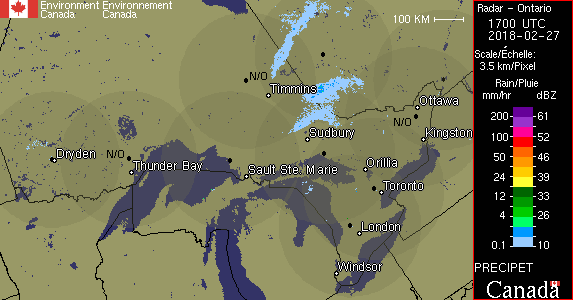 Environment Environnement
Canada Canada
100 KM
N/O
Timmins
Ottawa
N/O
Sudbury
Kingston
Dryden
N/O
Thunder Bay
Sault Ste. Marie
Orillia
Toronto
London
Windsor
Radar - Ontario
1700 UTC
2018-02-27
Scale/Échelle:
3.5 km/Pixel
Rain/Pluie
mm/hr dBZ
200 61
100 52
50 46
24 39
12 33
4 26
0.1 10
PRECIPET
Canada